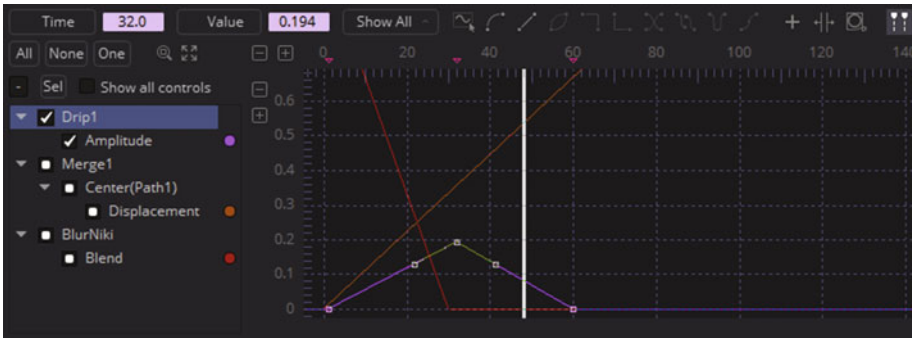 Time 32.0 Value 0.194 Show All
All None One 0 20 40 60 80 100 120 140
- Sel Show all controls
Drip1
Amplitude
Merge1
Center(Path1)
Displacement
BlurNiki
Blend
0.6
0.5
0.4
0.3
0.2
0.1
0